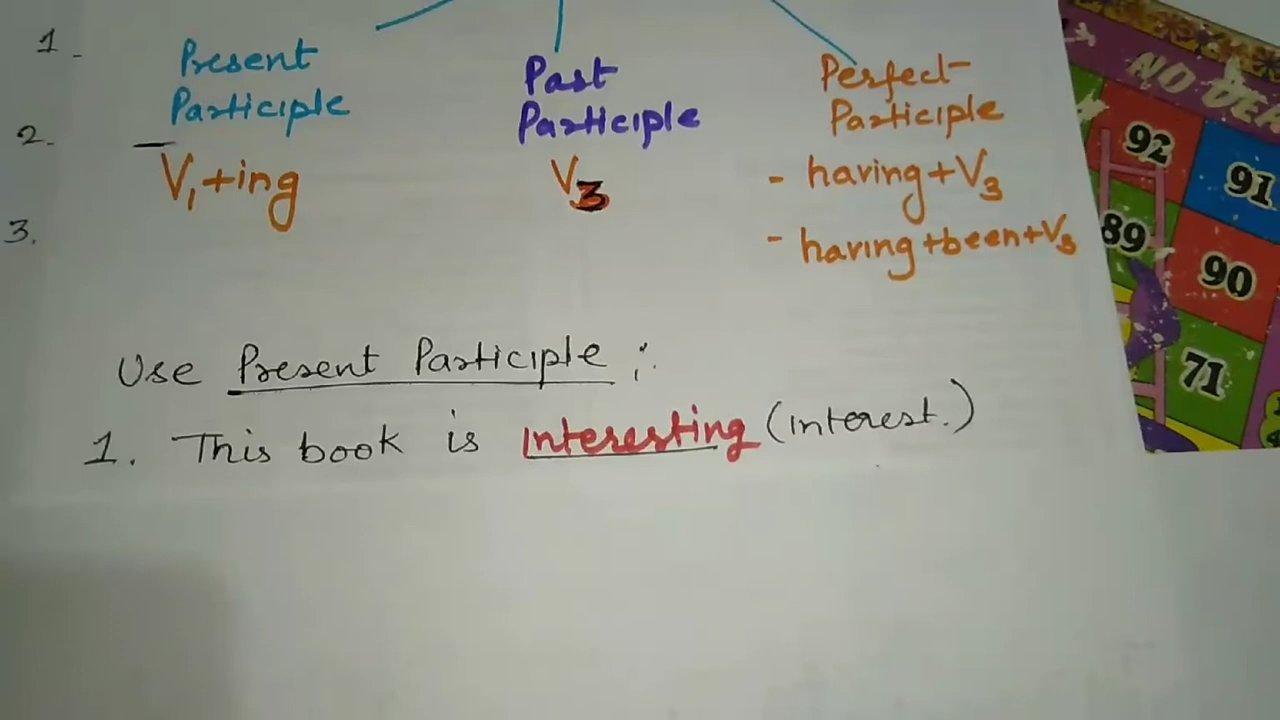 1.
Present
Participle
V1+ing
Past
Participle
V3
Perfect-
Participle
- having+V3
- having+been+V3
2.
3.
Use Present Participle :
1. This book is interesting (interest.)
NO
92
91
89
90
71